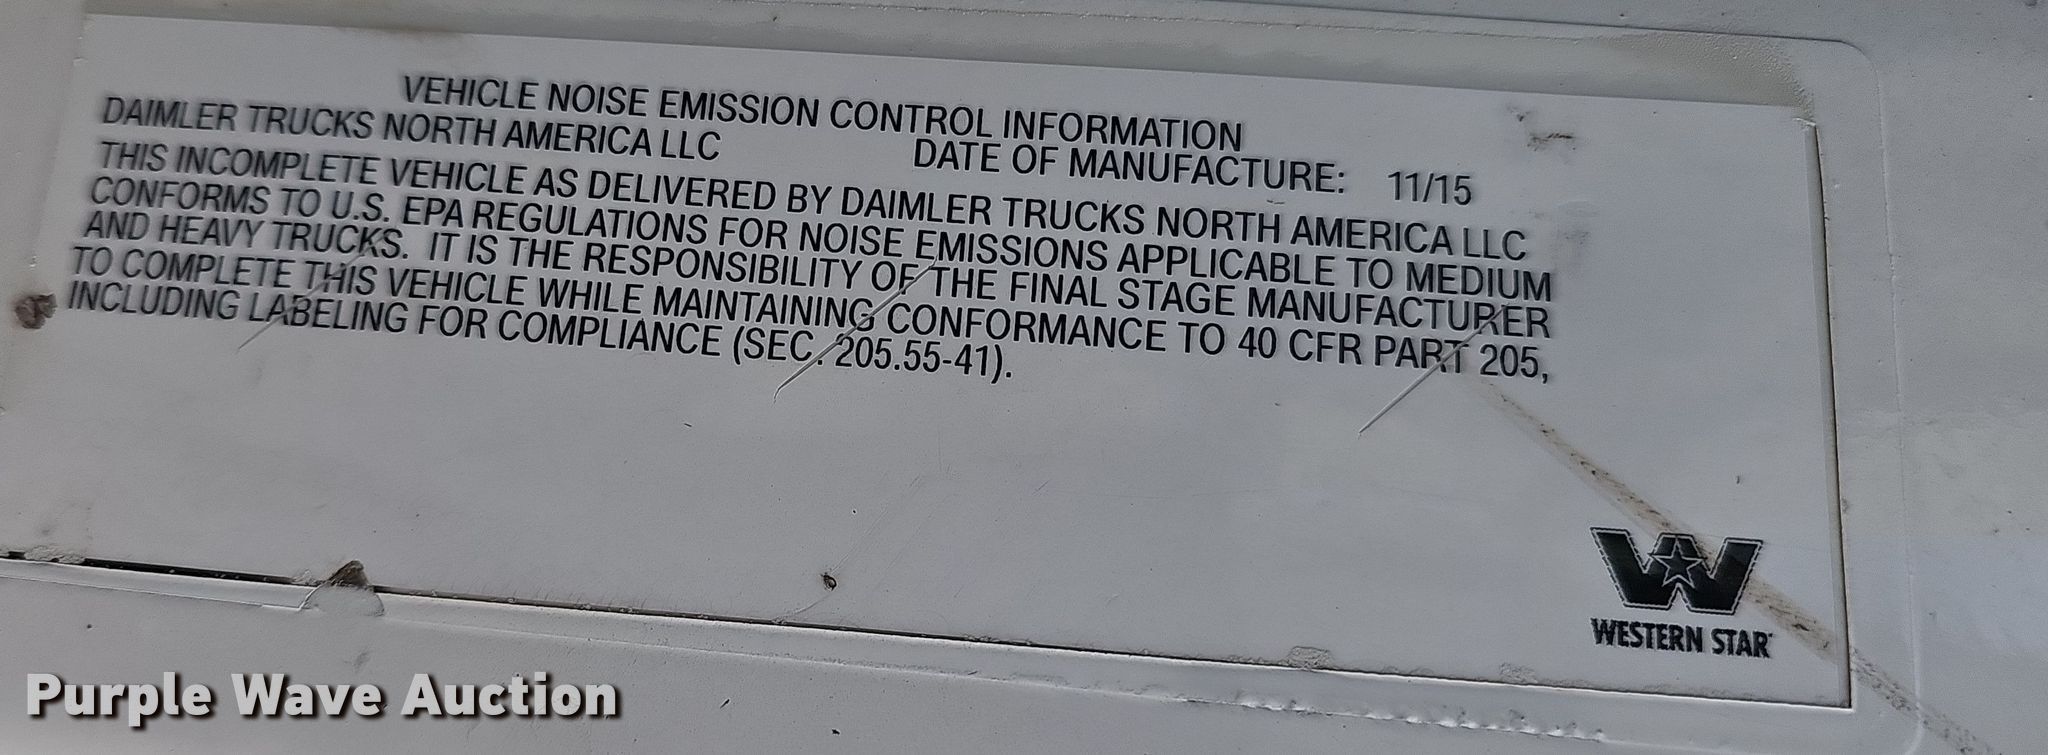 VEHICLE NOISE EMISSION CONTROL INFORMATION
DAIMLER TRUCKS NORTH AMERICA LLC DATE OF MANUFACTURE: 11/15
THIS INCOMPLETE VEHICLE AS DELIVERED BY DAIMLER TRUCKS NORTH AMERICA LLC
CONFORMS TO U.S. EPA REGULATIONS FOR NOISE EMISSIONS APPLICABLE TO MEDIUM
AND HEAVY TRUCKS. IT IS THE RESPONSIBILITY OF THE FINAL STAGE MANUFACTURER
TO COMPLETE THIS VEHICLE WHILE MAINTAINING CONFORMANCE TO 40 CFR PART 205,
INCLUDING LABELING FOR COMPLIANCE (SEC. 205.55-41).
WESTERN STAR
Purple Wave Auction